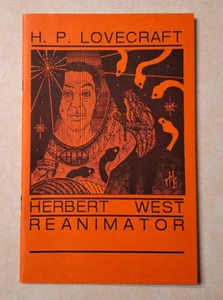 H. P. LOVECRAFT
HERBERT WEST
REANIMATOR